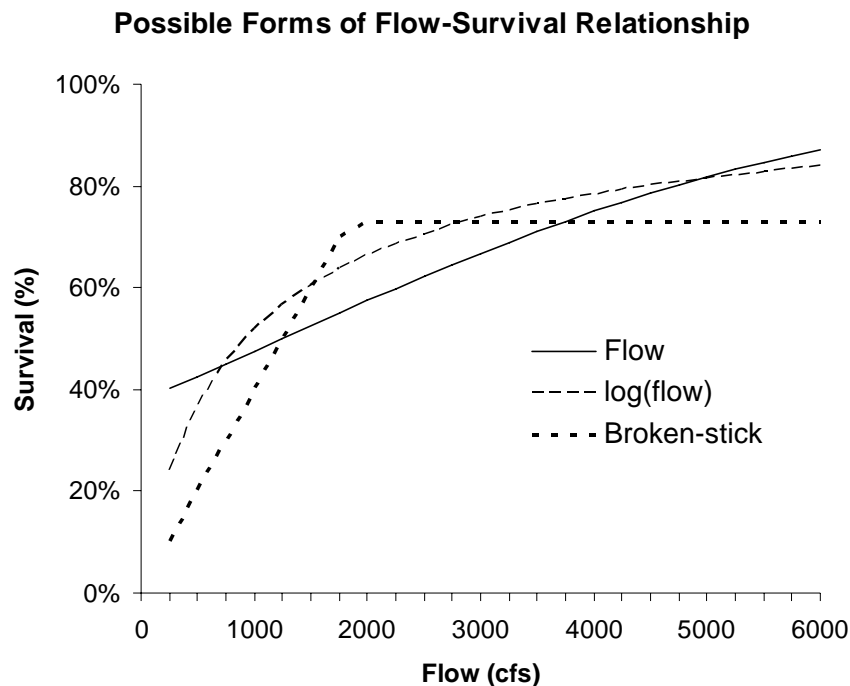 Possible Forms of Flow-Survival Relationship
100%
80%
60%
40%
20%
0%
Survival (%)
Flow
log(flow)
Broken-stick
0 1000 2000 3000 4000 5000 6000
Flow (cfs)